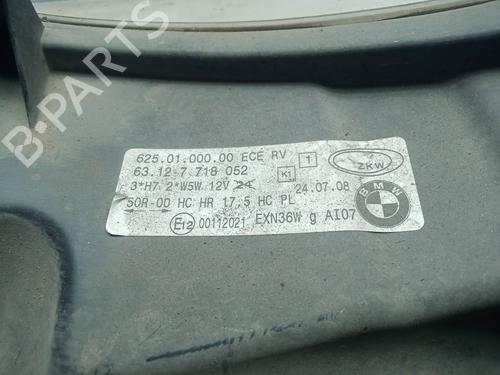 625.01.000.00 ECE RV 1
63.12-7.718 052 K1 ZKW
3*H7 2*W5W 12V 24 24.07.08
50R-00 HC HR 17,5 HC PL
E12 00112021 EXN36W g AI07
BMW
B-Parts